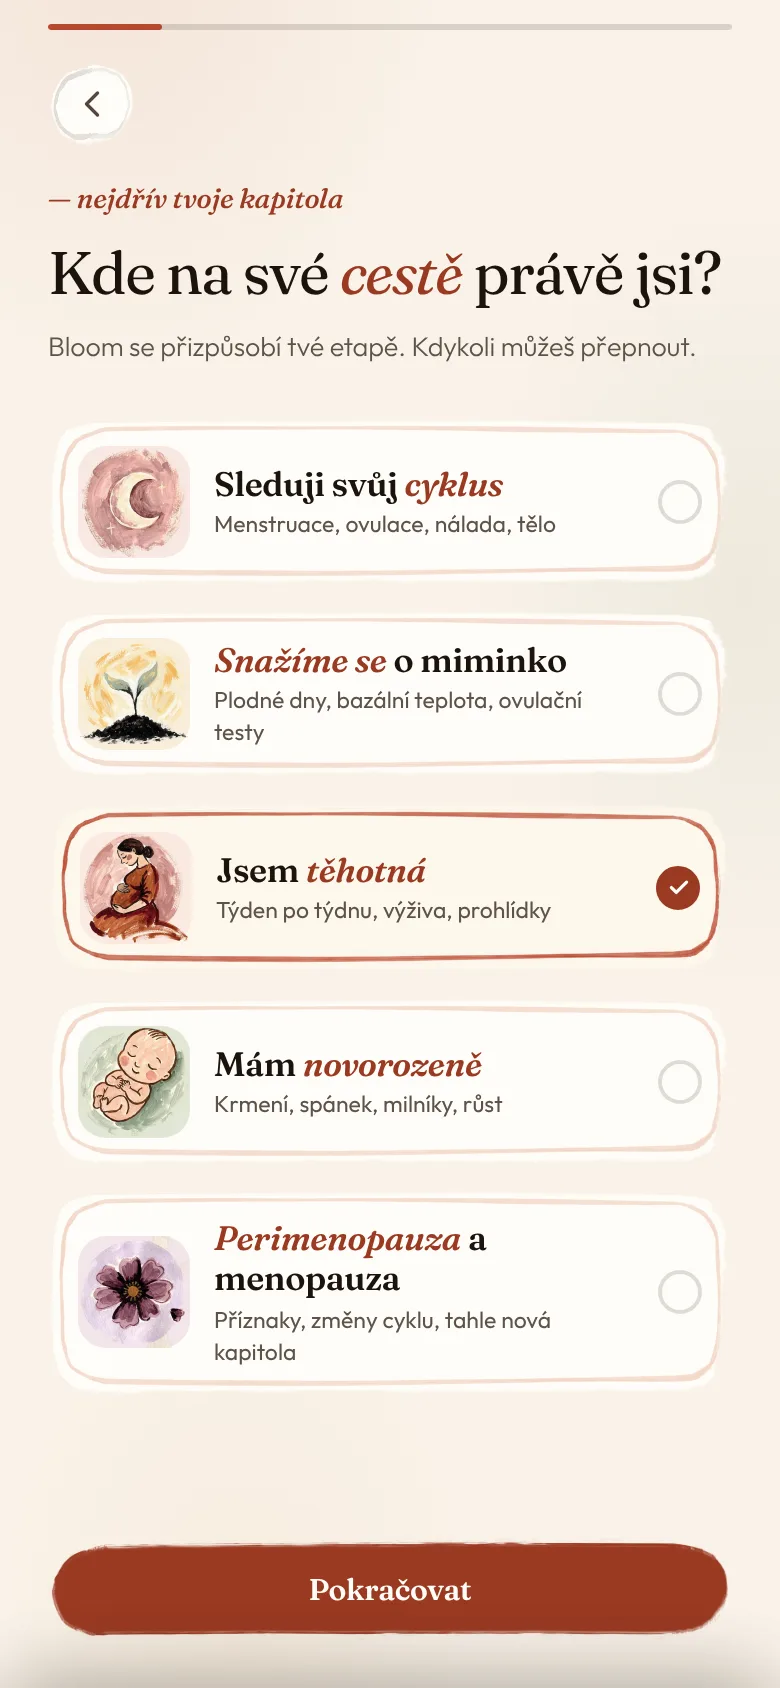 — nejdřív tvoje kapitola
Kde na své cestě právě jsi?
Bloom se přizpůsobí tvé etapě. Kdykoli můžeš přepnout.
Sleduji svůj cyklus
Menstruace, ovulace, nálada, tělo
Snažíme se o miminko
Plodné dny, bazální teplota, ovulační
testy
Jsem těhotná
Týden po týdnu, výživa, prohlídky
Mám novorozeně
Krmení, spánek, milníky, růst
Perimenopauza a
menopauza
Příznaky, změny cyklu, tahle nová
kapitola
Pokračovat